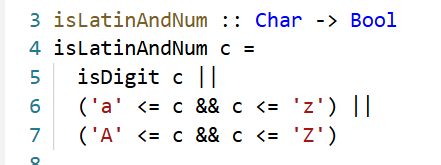 3 isLatinAndNum :: Char -> Bool
4 isLatinAndNum c =
5   isDigit c ||
6   ('a' <= c && c <= 'z') ||
7   ('A' <= c && c <= 'Z')
8